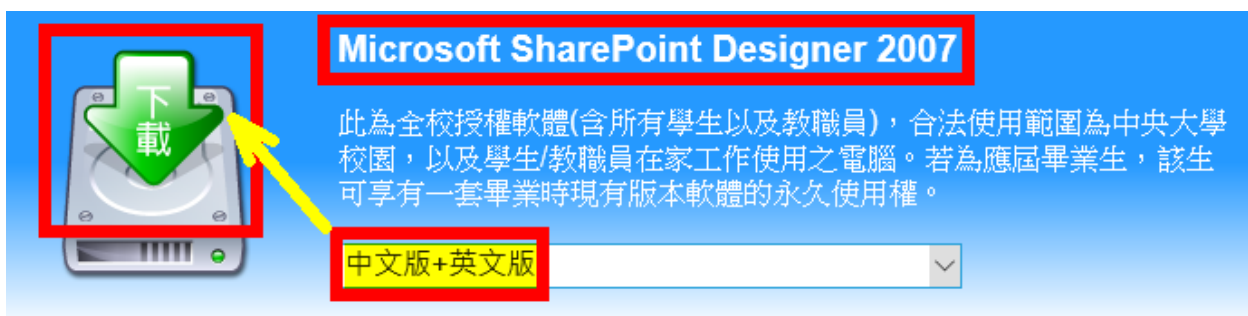 下
載
Microsoft SharePoint Designer 2007
此為全校授權軟體(含所有學生以及教職員)，合法使用範圍為中央大學
校園，以及學生/教職員在家工作使用之電腦。若為應屆畢業生，該生
可享有一套畢業時現有版本軟體的永久使用權。
中文版+英文版